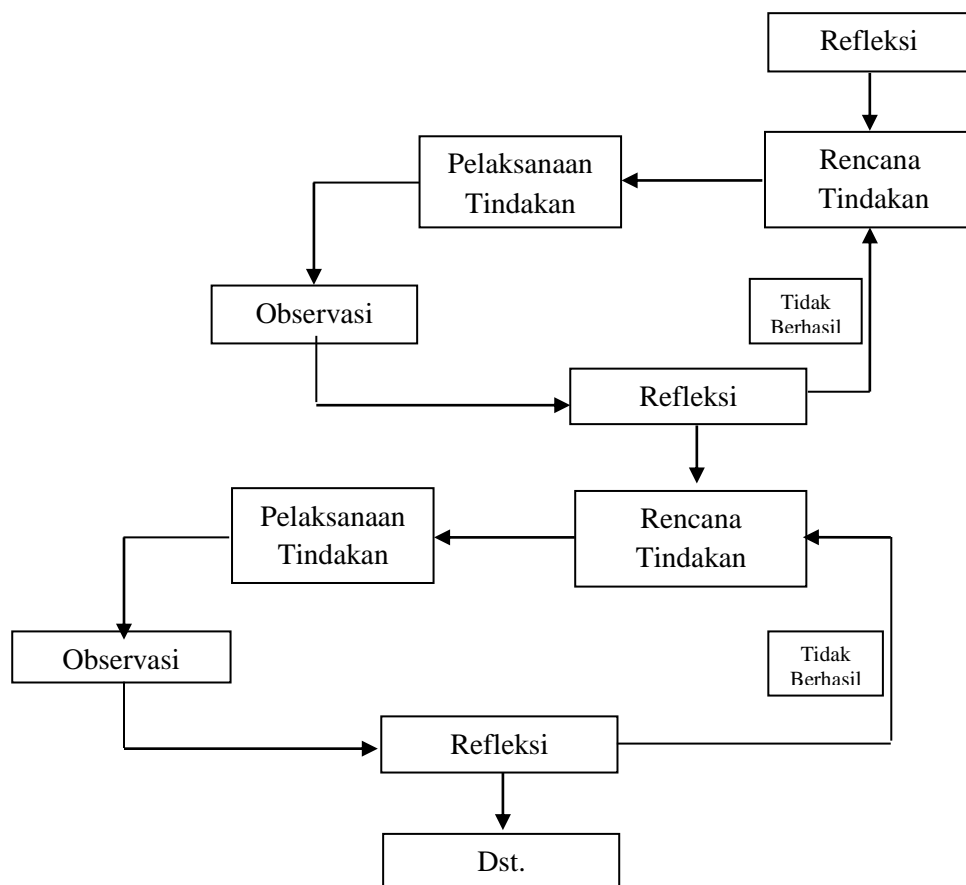 Refleksi
Rencana
Tindakan
Pelaksanaan
Tindakan
Observasi
Tidak
Berhasil
Refleksi
Rencana
Tindakan
Pelaksanaan
Tindakan
Observasi
Tidak
Berhasil
Refleksi
Dst.